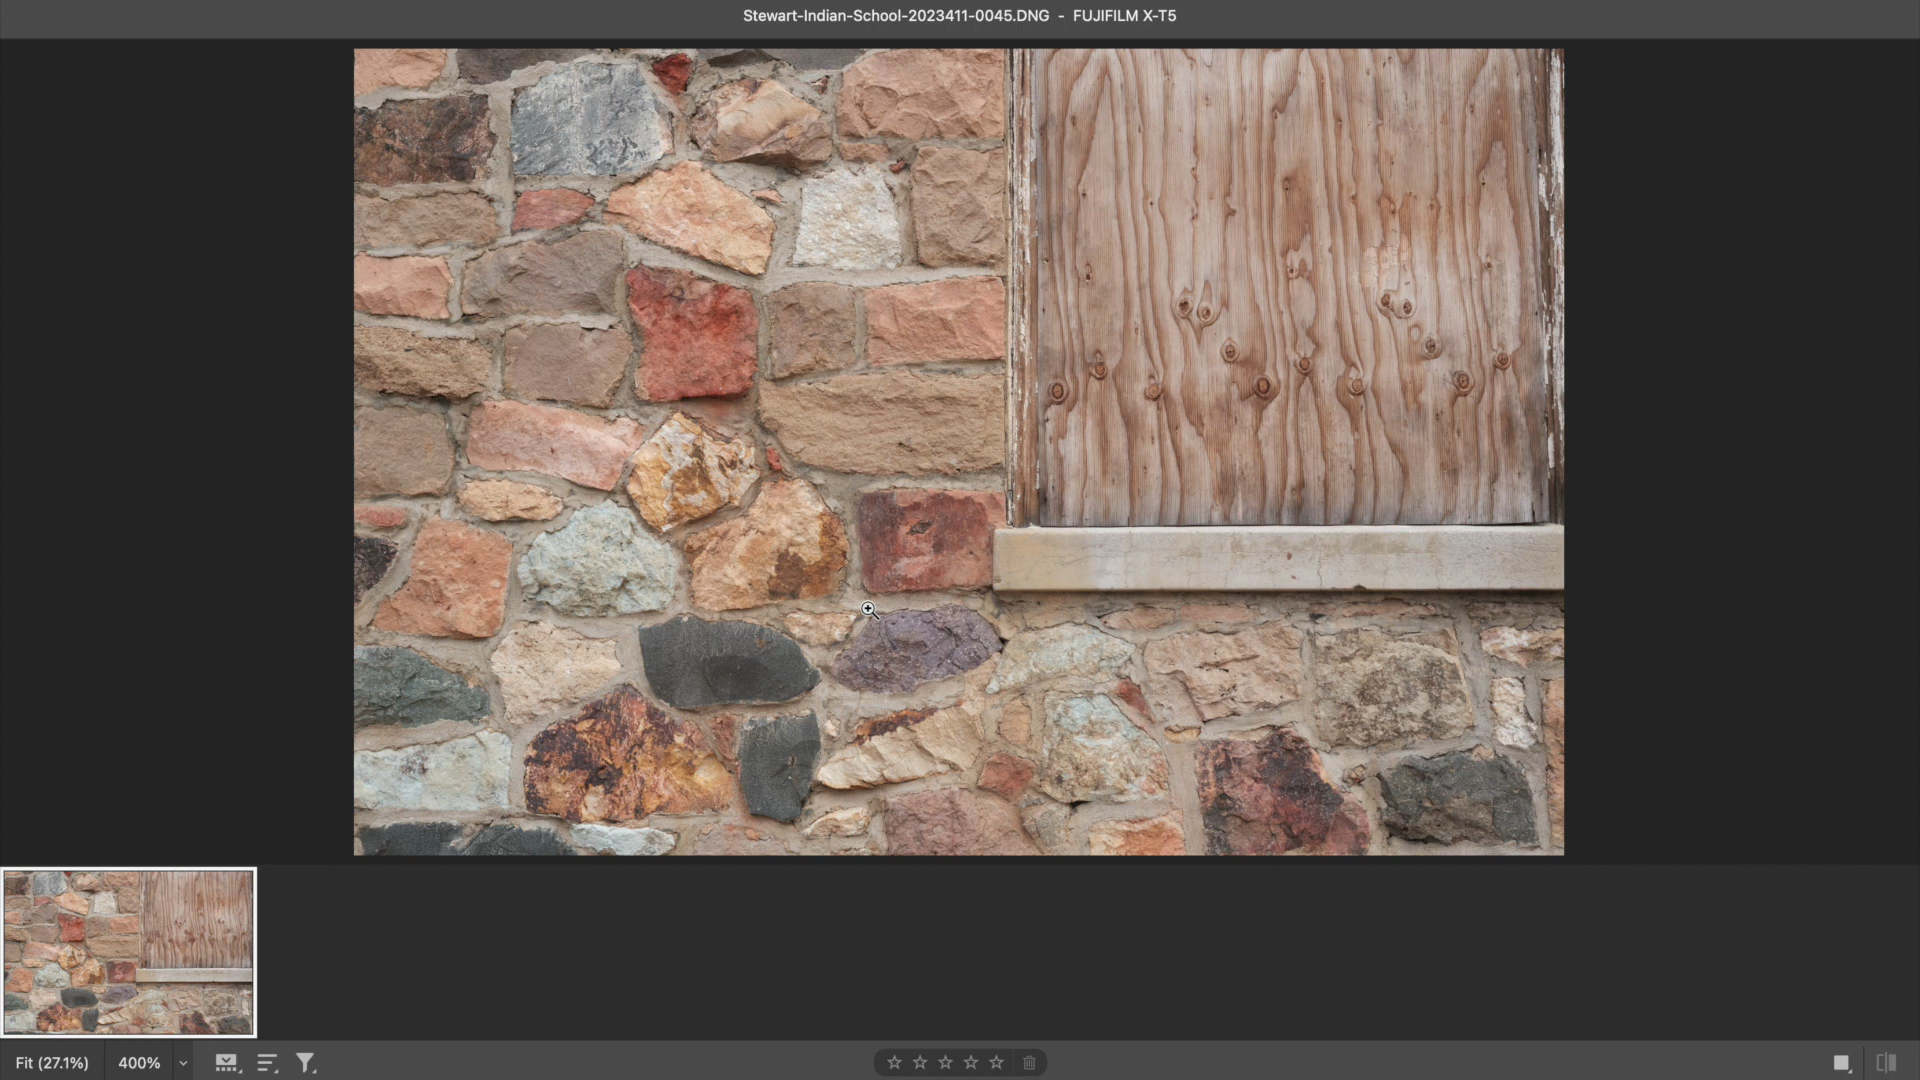 Stewart-Indian-School-2023411-0045.DNG - FUJIFILM X-T5
Fit (27.1%) 400%